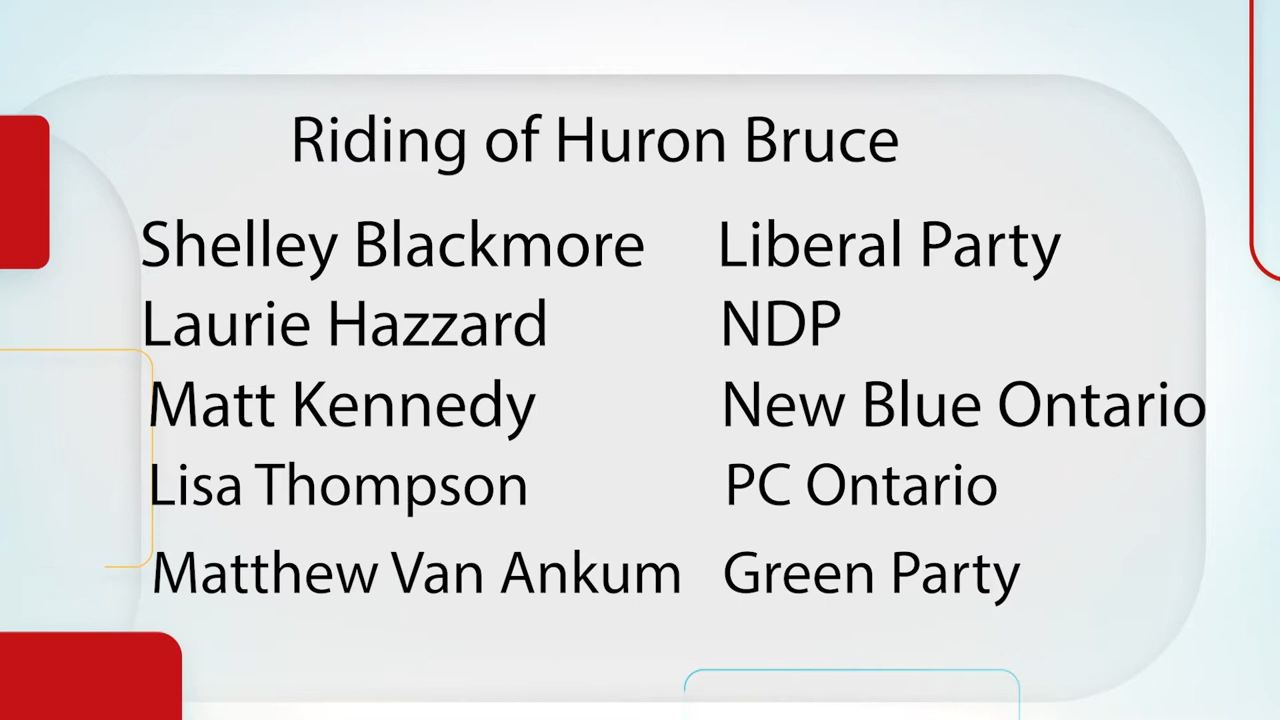 Riding of Huron Bruce
Shelley Blackmore Liberal Party
Laurie Hazzard NDP
Matt Kennedy New Blue Ontario
Lisa Thompson PC Ontario
Matthew Van Ankum Green Party